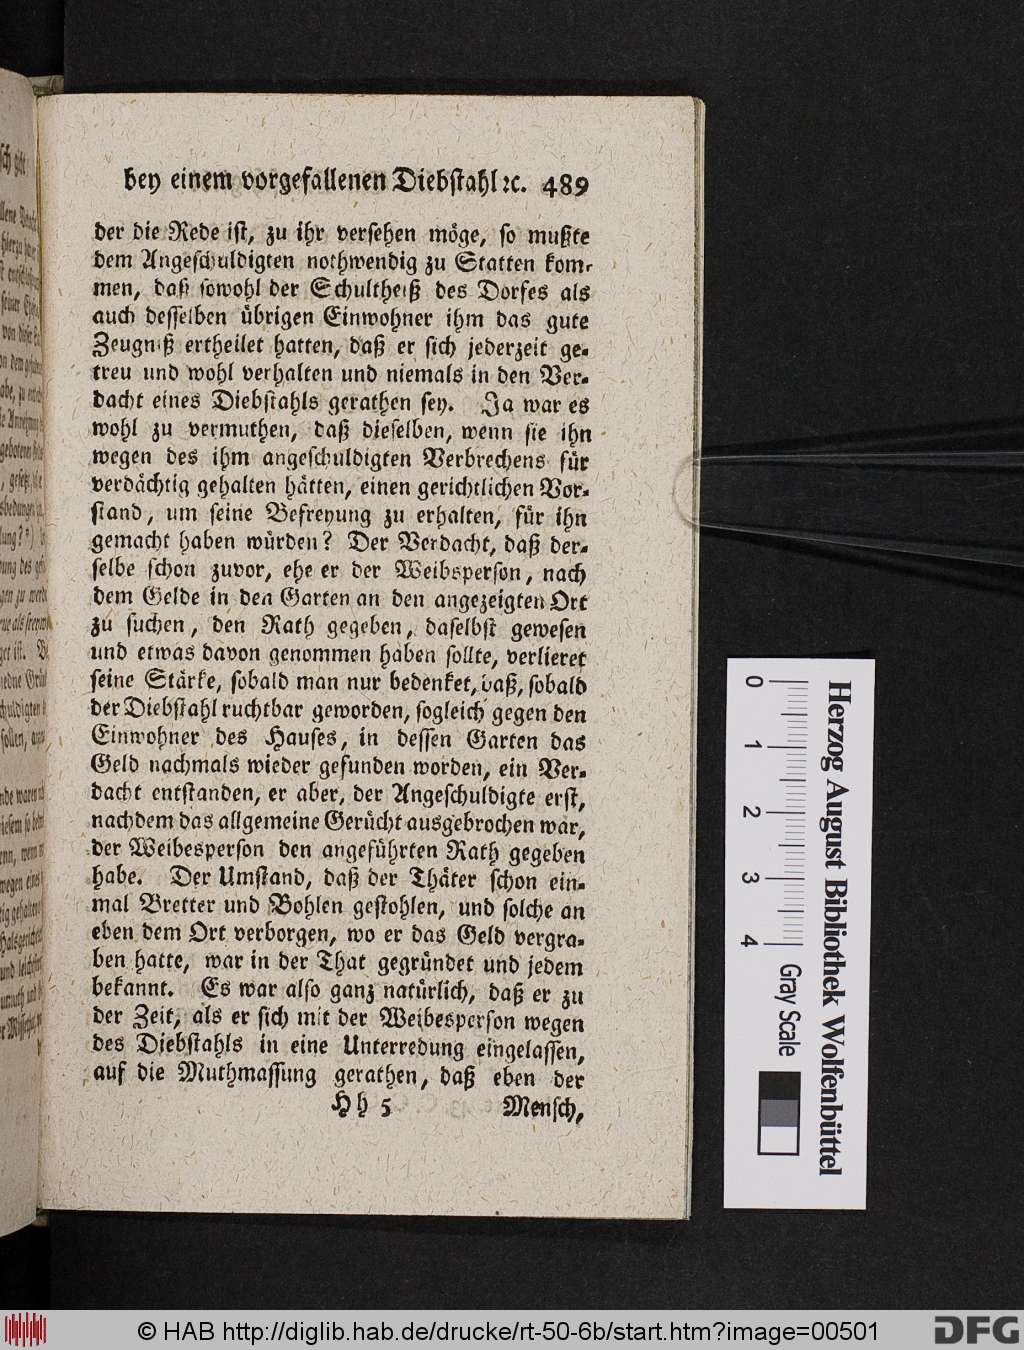 bey einem vorgefallenen Diebstahl ꝛc. 489
der die Rede ist, zu ihr versehen möge, so mußte
dem Angeschuldigten nothwendig zu Statten kom-
men, daß sowohl der Schultheiß des Dorfes als
auch desselben übrigen Einwohner ihm das gute
Zeugniß ertheilet hatten, daß er sich jederzeit ge-
treu und wohl verhalten und niemals in den Ver-
dacht eines Diebstahls gerathen sey. Ja war es
wohl zu vermuthen, daß dieselben, wenn sie ihn
wegen des ihm angeschuldigten Verbrechens für
verdächtig gehalten hätten, einen gerichtlichen Vor-
stand, um seine Befreyung zu erhalten, für ihn
gemacht haben würden? Der Verdacht, daß der-
selbe schon zuvor, ehe er der Weibsperson, nach
dem Gelde in den Garten an den angezeigten Ort
zu suchen, den Rath gegeben, daselbst gewesen
und etwas davon genommen haben sollte, verlieret
seine Stärke, sobald man nur bedenket, daß, sobald
der Diebstahl ruchtbar geworden, sogleich gegen den
Einwohner des Hauses, in dessen Garten das
Geld nachmals wieder gefunden worden, ein Ver-
dacht entstanden, er aber, der Angeschuldigte erst,
nachdem das allgemeine Gerücht ausgebrochen war,
der Weibesperson den angeführten Rath gegeben
habe. Der Umstand, daß der Thäter schon ein-
mal Bretter und Bohlen gestohlen, und solche an
eben dem Ort verborgen, wo er das Geld vergra-
ben hatte, war in der That gegründet und jedem
bekannt. Es war also ganz natürlich, daß er zu
der Zeit, als er sich mit der Weibesperson wegen
des Diebstahls in eine Unterredung eingelassen,
auf die Muthmassung gerathen, daß eben der
Hh 5 Mensch,
0 1 2 3 4
Gray Scale
Herzog August Bibliothek Wolfenbüttel
© HAB http://diglib.hab.de/drucke/rt-50-6b/start.htm?image=00501
DFG